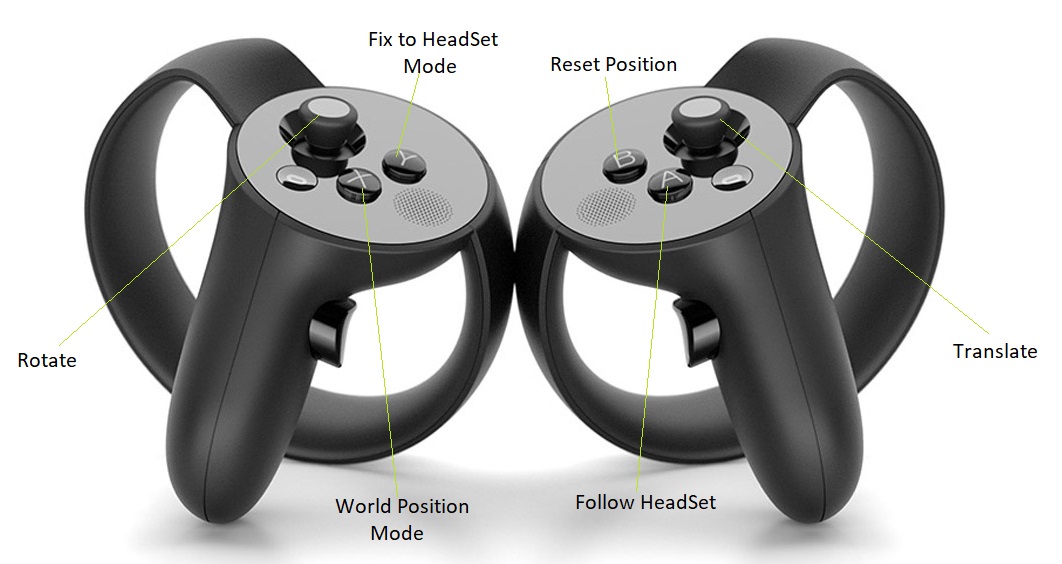 Fix to HeadSet
Mode
Reset Position
Y
B
X
A
Rotate
Translate
World Position
Mode
Follow HeadSet